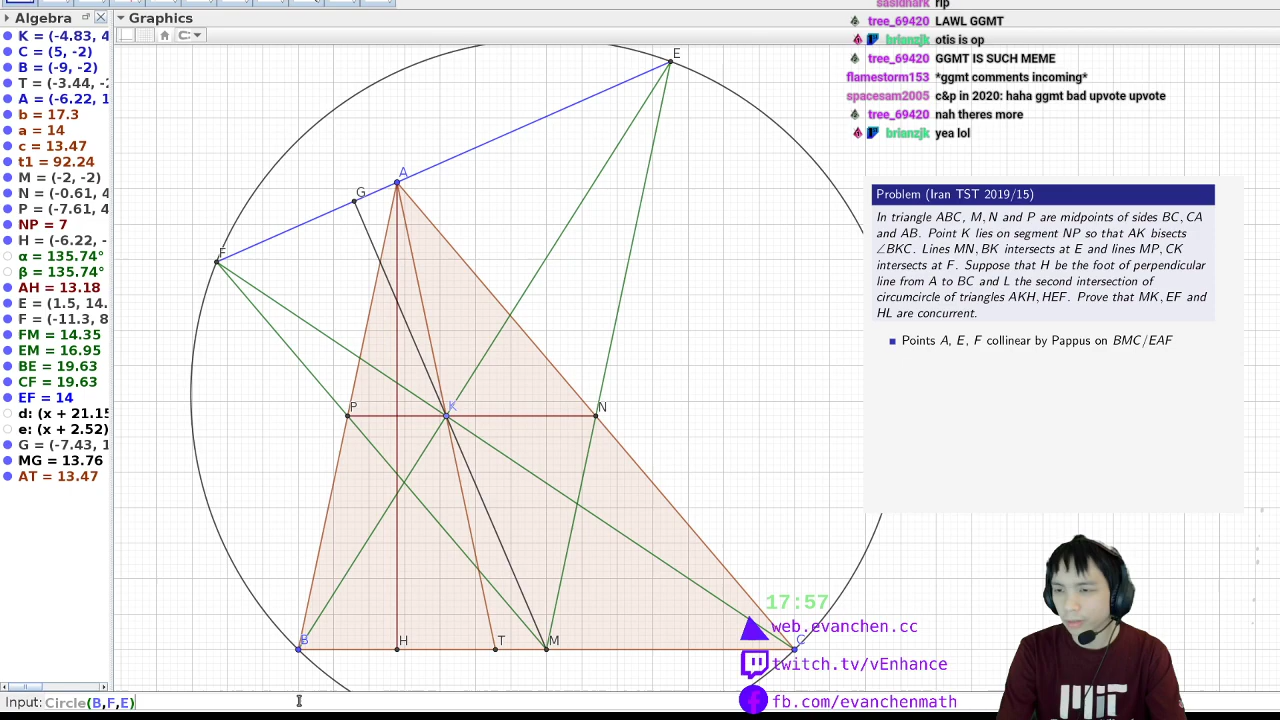 Algebra
Graphics
K = (-4.83, 4
C = (5, -2)
B = (-9, -2)
T = (-3.44, -2
A = (-6.22, 1
b = 17.3
a = 14
c = 13.47
t1 = 92.24
M = (-2, -2)
N = (-0.61, 4
P = (-7.61, 4
NP = 7
H = (-6.22, -
α = 135.74°
β = 135.74°
AH = 13.18
E = (1.5, 14.
F = (-11.3, 8
FM = 14.35
EM = 16.95
BE = 19.63
CF = 19.63
EF = 14
d: (x + 21.15
e: (x + 2.52)
G = (-7.43, 1
MG = 13.76
AT = 13.47
E
A
G
F
P
K
N
B
H
T
M
C
sasidhark rip
tree_69420 LAWL GGMT
brianzjk otis is op
tree_69420 GGMT IS SUCH MEME
flamestorm153 *ggmt comments incoming*
spacesam2005 c&p in 2020: haha ggmt bad upvote upvote
tree_69420 nah theres more
brianzjk yea lol
Problem (Iran TST 2019/15)
In triangle ABC, M, N and P are midpoints of sides BC, CA
and AB. Point K lies on segment NP so that AK bisects
∠BKC. Lines MN, BK intersects at E and lines MP, CK
intersects at F. Suppose that H be the foot of perpendicular
line from A to BC and L the second intersection of
circumcircle of triangles AKH, HEF. Prove that MK, EF and
HL are concurrent.
Points A, E, F collinear by Pappus on BMC/EAF
17:57
web.evanchen.cc
twitch.tv/vEnhance
fb.com/evanchenmath
MIT
Input: Circle(B,F,E)